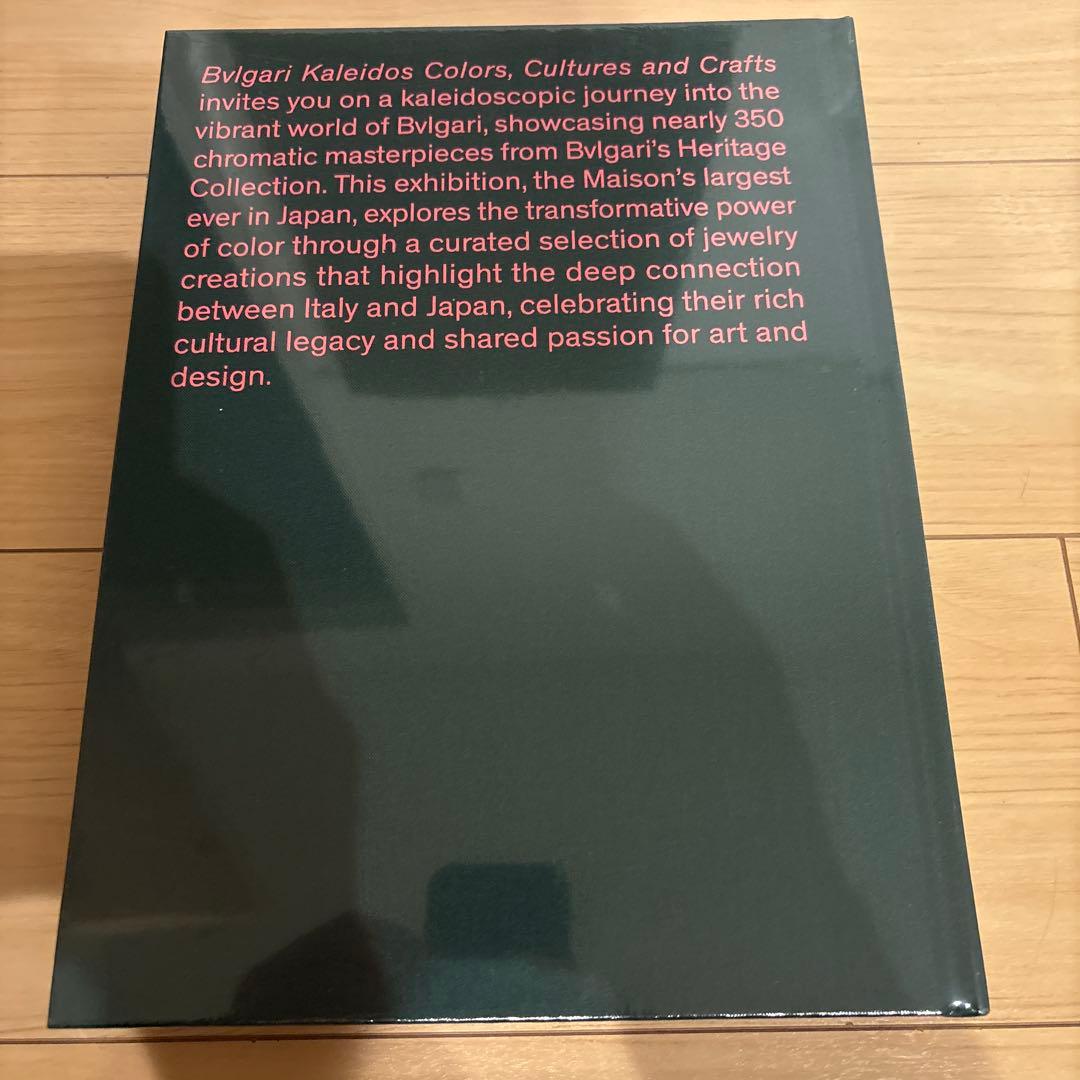 Bvlgari Kaleidos Colors, Cultures and Crafts
invites you on a kaleidoscopic journey into the
vibrant world of Bvlgari, showcasing nearly 350
chromatic masterpieces from Bvlgari's Heritage
Collection. This exhibition, the Maison's largest
ever in Japan, explores the transformative power
of color through a curated selection of jewelry
creations that highlight the deep connection
between Italy and Japan, celebrating their rich
cultural legacy and shared passion for art and
design.